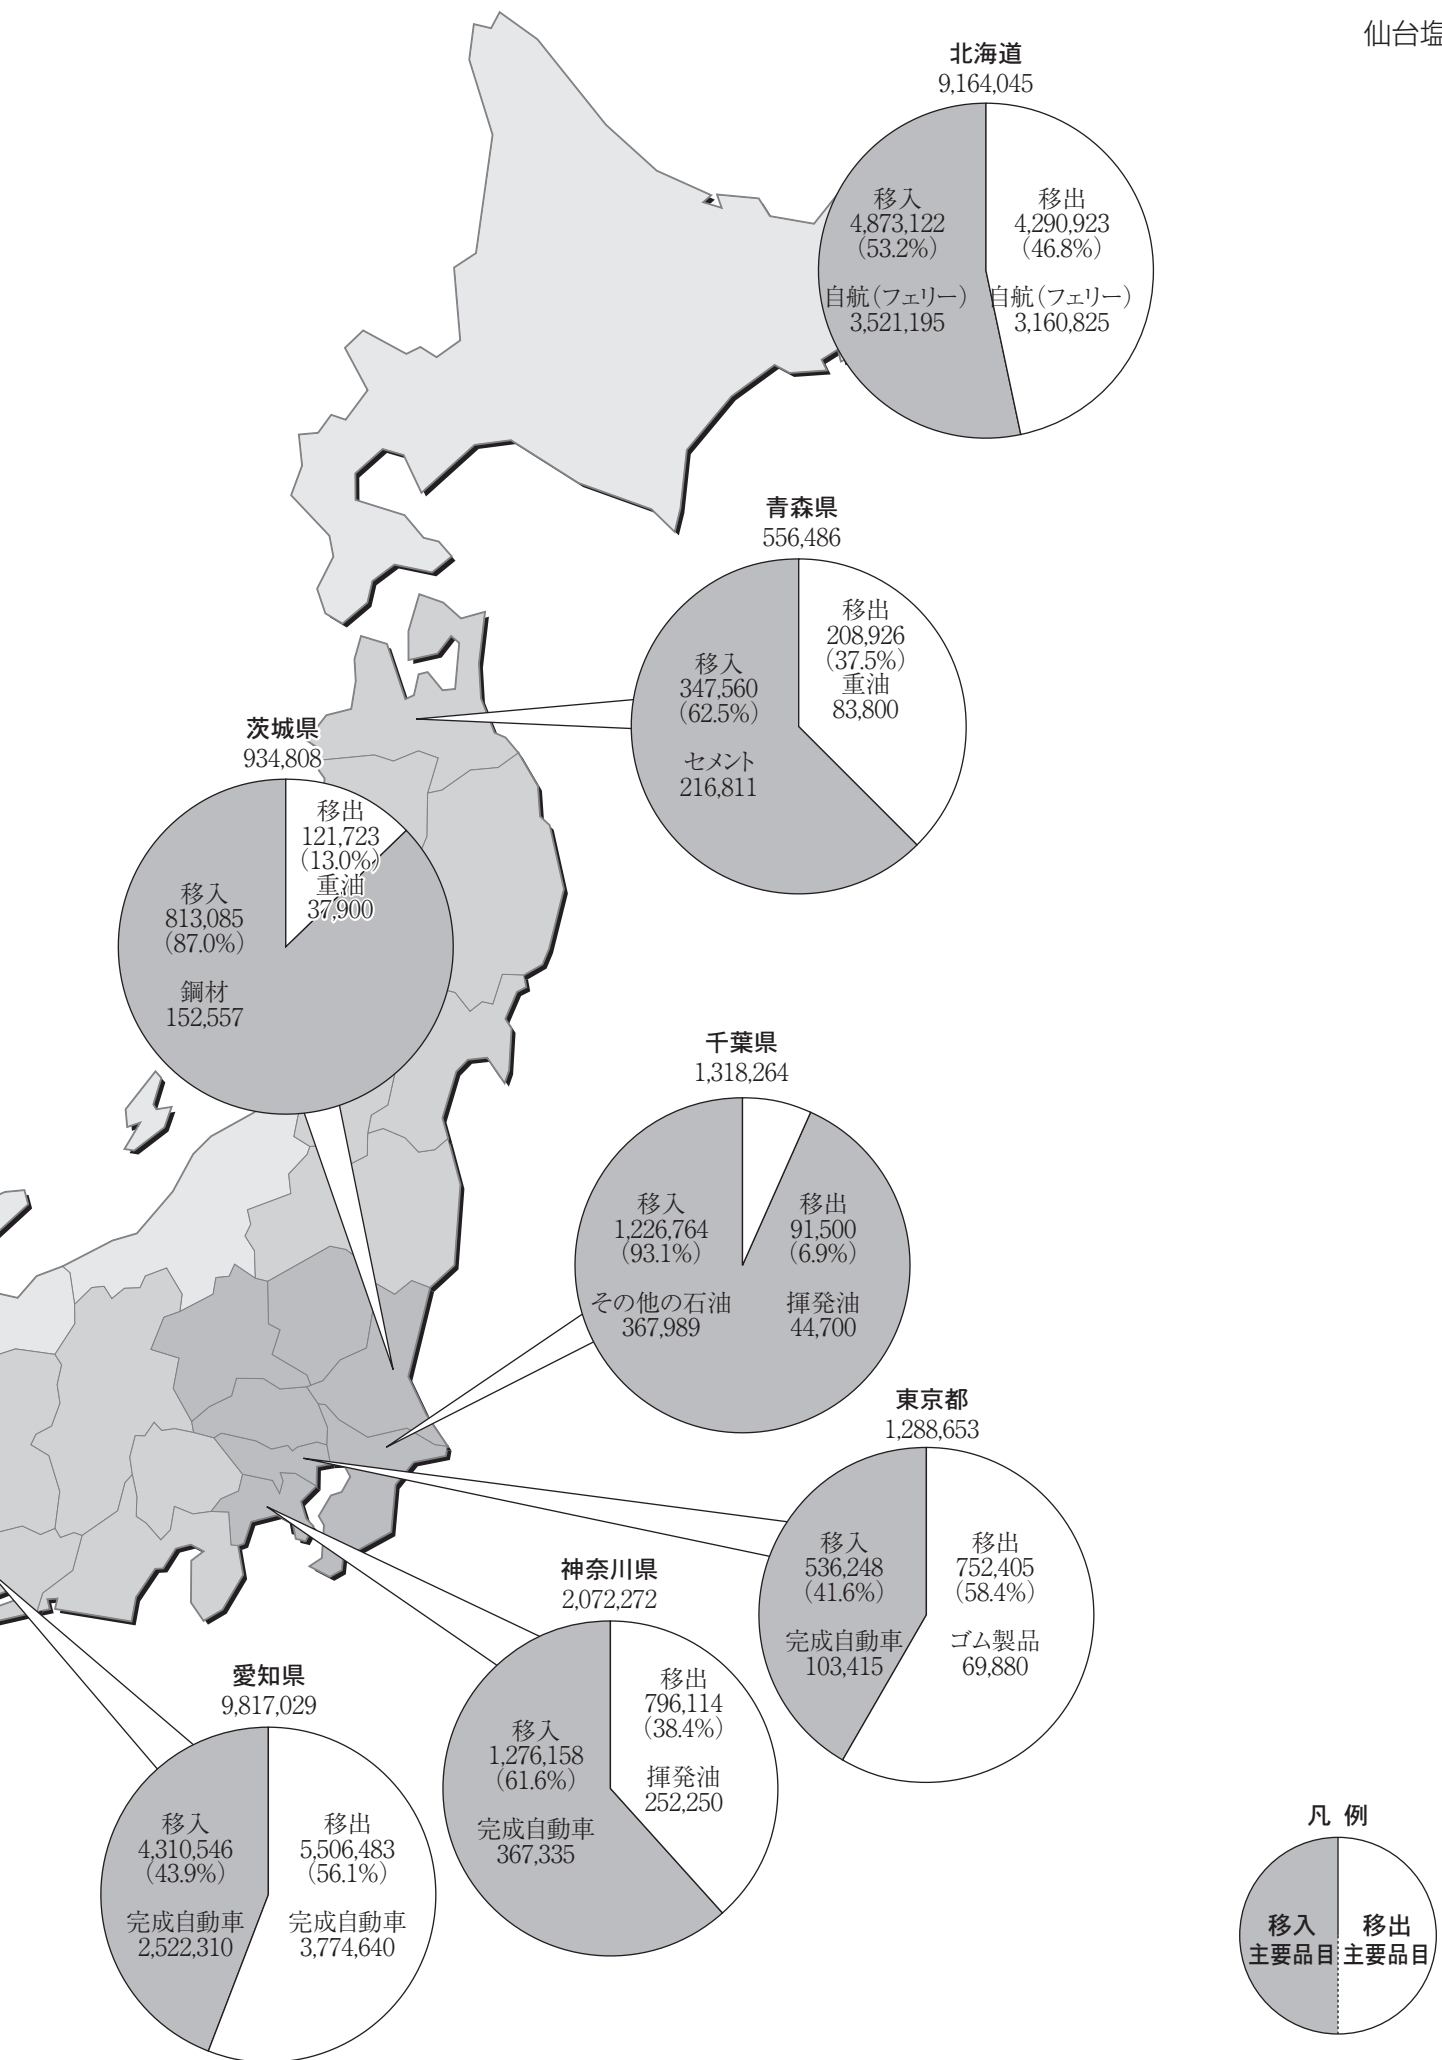 仙台塩
北海道
9,164,045
移入
4,873,122
(53.2%)
自航(フェリー)
3,521,195
移出
4,290,923
(46.8%)
自航(フェリー)
3,160,825
青森県
556,486
移入
347,560
(62.5%)
セメント
216,811
移出
208,926
(37.5%)
重油
83,800
茨城県
934,808
移入
813,085
(87.0%)
鋼材
152,557
移出
121,723
(13.0%)
重油
37,900
千葉県
1,318,264
移入
1,226,764
(93.1%)
その他の石油
367,989
移出
91,500
(6.9%)
揮発油
44,700
東京都
1,288,653
移入
536,248
(41.6%)
完成自動車
103,415
移出
752,405
(58.4%)
ゴム製品
69,880
神奈川県
2,072,272
移入
1,276,158
(61.6%)
完成自動車
367,335
移出
796,114
(38.4%)
揮発油
252,250
愛知県
9,817,029
移入
4,310,546
(43.9%)
完成自動車
2,522,310
移出
5,506,483
(56.1%)
完成自動車
3,774,640
凡 例
移入
主要品目
移出
主要品目